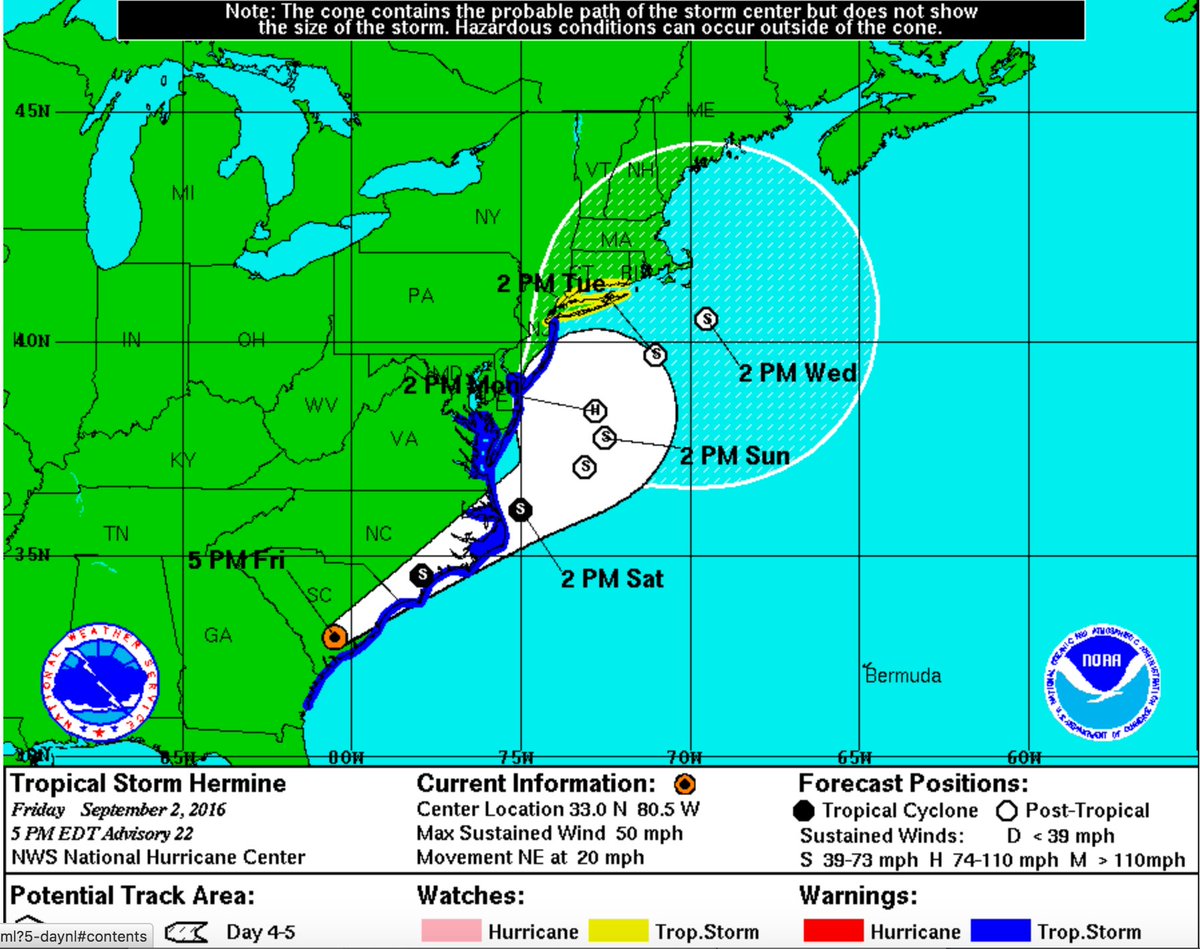 Note: The cone contains the probable path of the storm center but does not show
the size of the storm. Hazardous conditions can occur outside of the cone.
45N
ME
VT NH
MI
NY
MA
CT RI
2 PM Tue
PA
NJ
40N
IN
OH
2 PM Wed
MD
2 PM Mon
DE
WV
H
S
VA
2 PM Sun
KY
TN
NC
35N
5 PM Fri
2 PM Sat
SC
GA
NATIONAL WEATHER SERVICE
NOAA
NATIONAL OCEANIC AND ATMOSPHERIC ADMINISTRATION
U.S. DEPARTMENT OF COMMERCE
Bermuda
85W 80W 75W 70W 65W 60W
Tropical Storm Hermine
Friday September 2, 2016
5 PM EDT Advisory 22
NWS National Hurricane Center
Current Information:
Center Location 33.0 N 80.5 W
Max Sustained Wind 50 mph
Movement NE at 20 mph
Forecast Positions:
Tropical Cyclone Post-Tropical
Sustained Winds: D < 39 mph
S 39-73 mph H 74-110 mph M > 110mph
Potential Track Area:
Day 4-5
Watches:
Hurricane Trop.Storm
Warnings:
Hurricane Trop.Storm
ml?5-daynl#contents